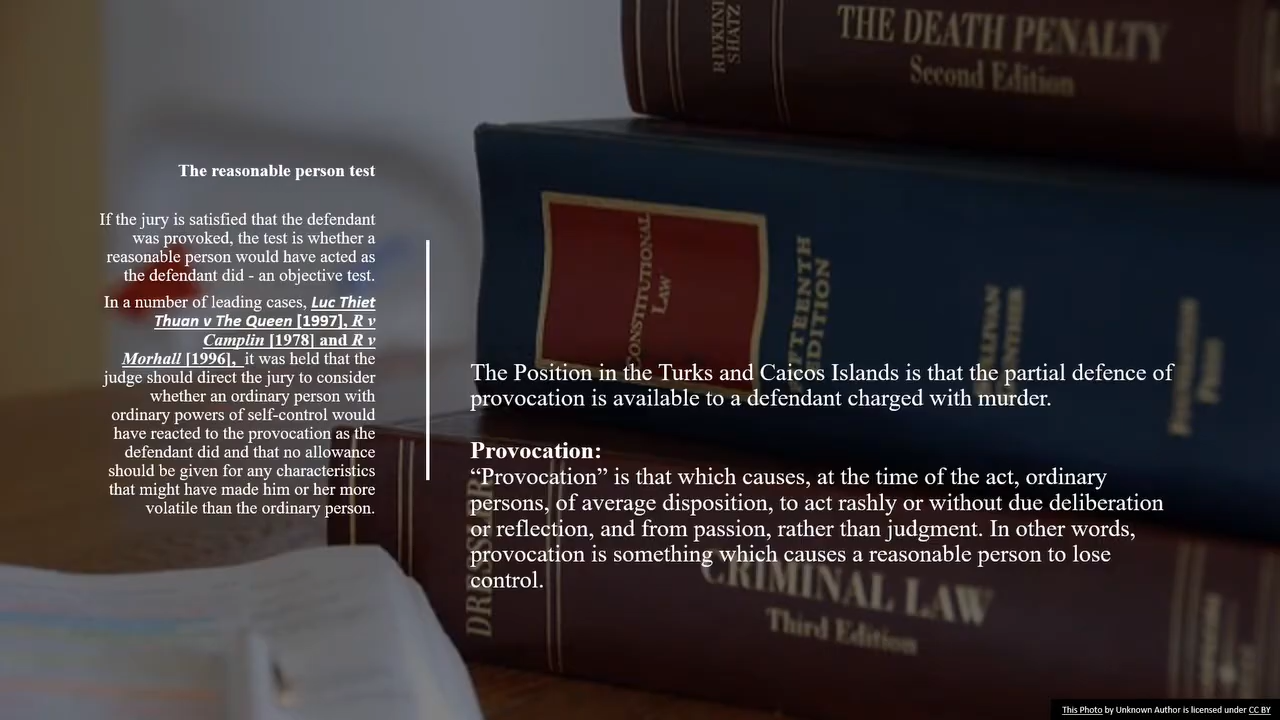 RIVKIND
SHATZ
THE DEATH PENALTY
Second Edition
CONSTITUTIONAL
LAW
FIFTEENTH
EDITION
The reasonable person test
If the jury is satisfied that the defendant
was provoked, the test is whether a
reasonable person would have acted as
the defendant did - an objective test.
In a number of leading cases, Luc Thiet
Thuan v The Queen [1997], R v
Camplin [1978] and R v
Morhall [1996], it was held that the
judge should direct the jury to consider
whether an ordinary person with
ordinary powers of self-control would
have reacted to the provocation as the
defendant did and that no allowance
should be given for any characteristics
that might have made him or her more
volatile than the ordinary person.
The Position in the Turks and Caicos Islands is that the partial defence of
provocation is available to a defendant charged with murder.
Provocation:
“Provocation” is that which causes, at the time of the act, ordinary
persons, of average disposition, to act rashly or without due deliberation
or reflection, and from passion, rather than judgment. In other words,
provocation is something which causes a reasonable person to lose
control.
CRIMINAL LAW
Third Edition
This Photo by Unknown Author is licensed under CC BY